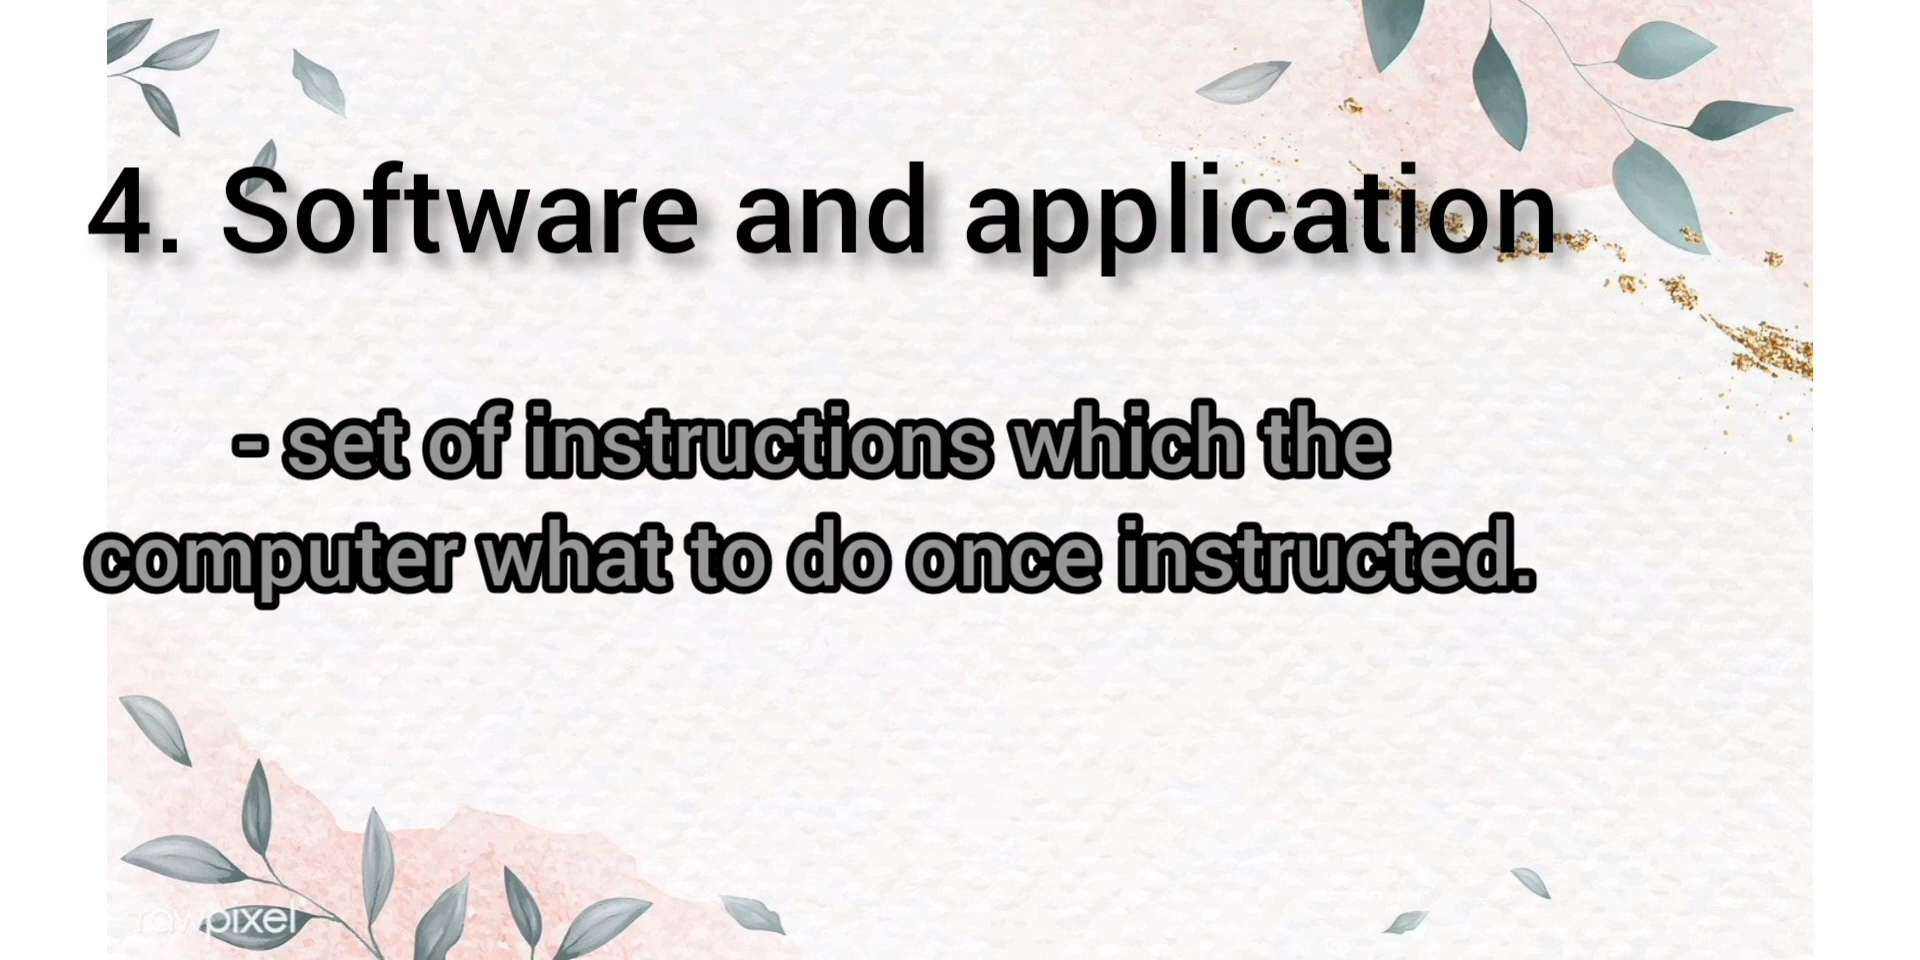 4. Software and application
- set of instructions which the
computer what to do once instructed.
rawpixel